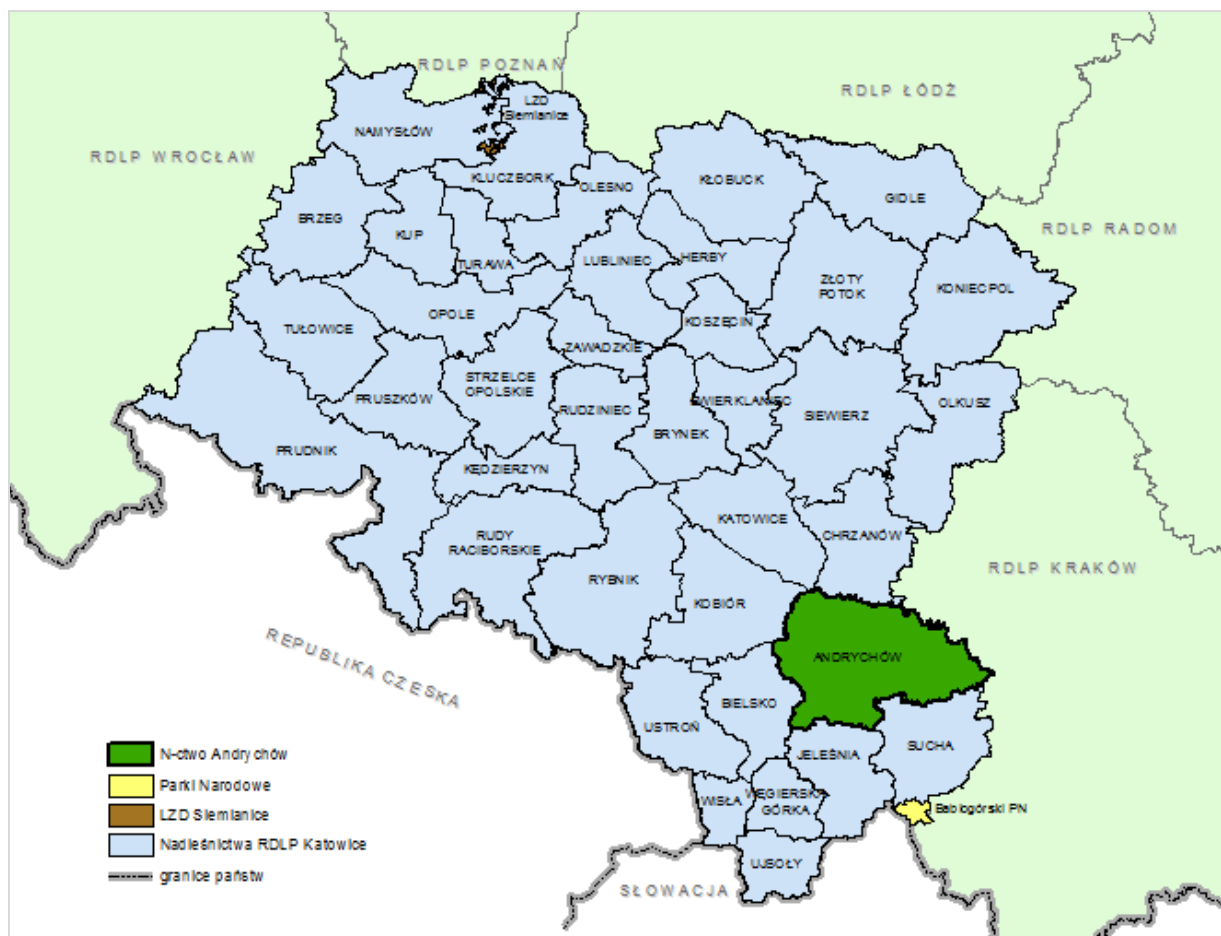 RDLP POZNAŃ
RDLP ŁÓDŹ
LZD
Siemianice
NAMYSŁÓW
RDLP WROCŁAW
KLUCZBORK
OLESNO
KŁOBUCK
GIDLE
BRZEG
KUP
RDLP RADOM
TURAWA
LUBLINIEC
HERBY
ZŁOTY
POTOK
KONIECPOL
OPOLE
KOSZĘCIN
TUŁOWICE
ZAWADZKIE
STRZELCE
OPOLSKIE
PRUSZKÓW
RUDZINIEC
ŚWIERKLANIEC
SIEWIERZ
OLKUSZ
BRYNEK
PRUDNIK
KĘDZIERZYN
KATOWICE
CHRZANÓW
RUDY
RACIBORSKIE
RYBNIK
KOBIÓR
RDLP KRAKÓW
REPUBLIKA CZESKA
ANDRYCHÓW
USTROŃ
BIELSKO
JELEŚNIA
SUCHA
WISŁA
WĘGIERSKA
GÓRKA
Babiogórski PN
UJSOŁY
SŁOWACJA
N-ctwo Andrychów
Parki Narodowe
LZD Siemianice
Nadleśnictwa RDLP Katowice
granice państw